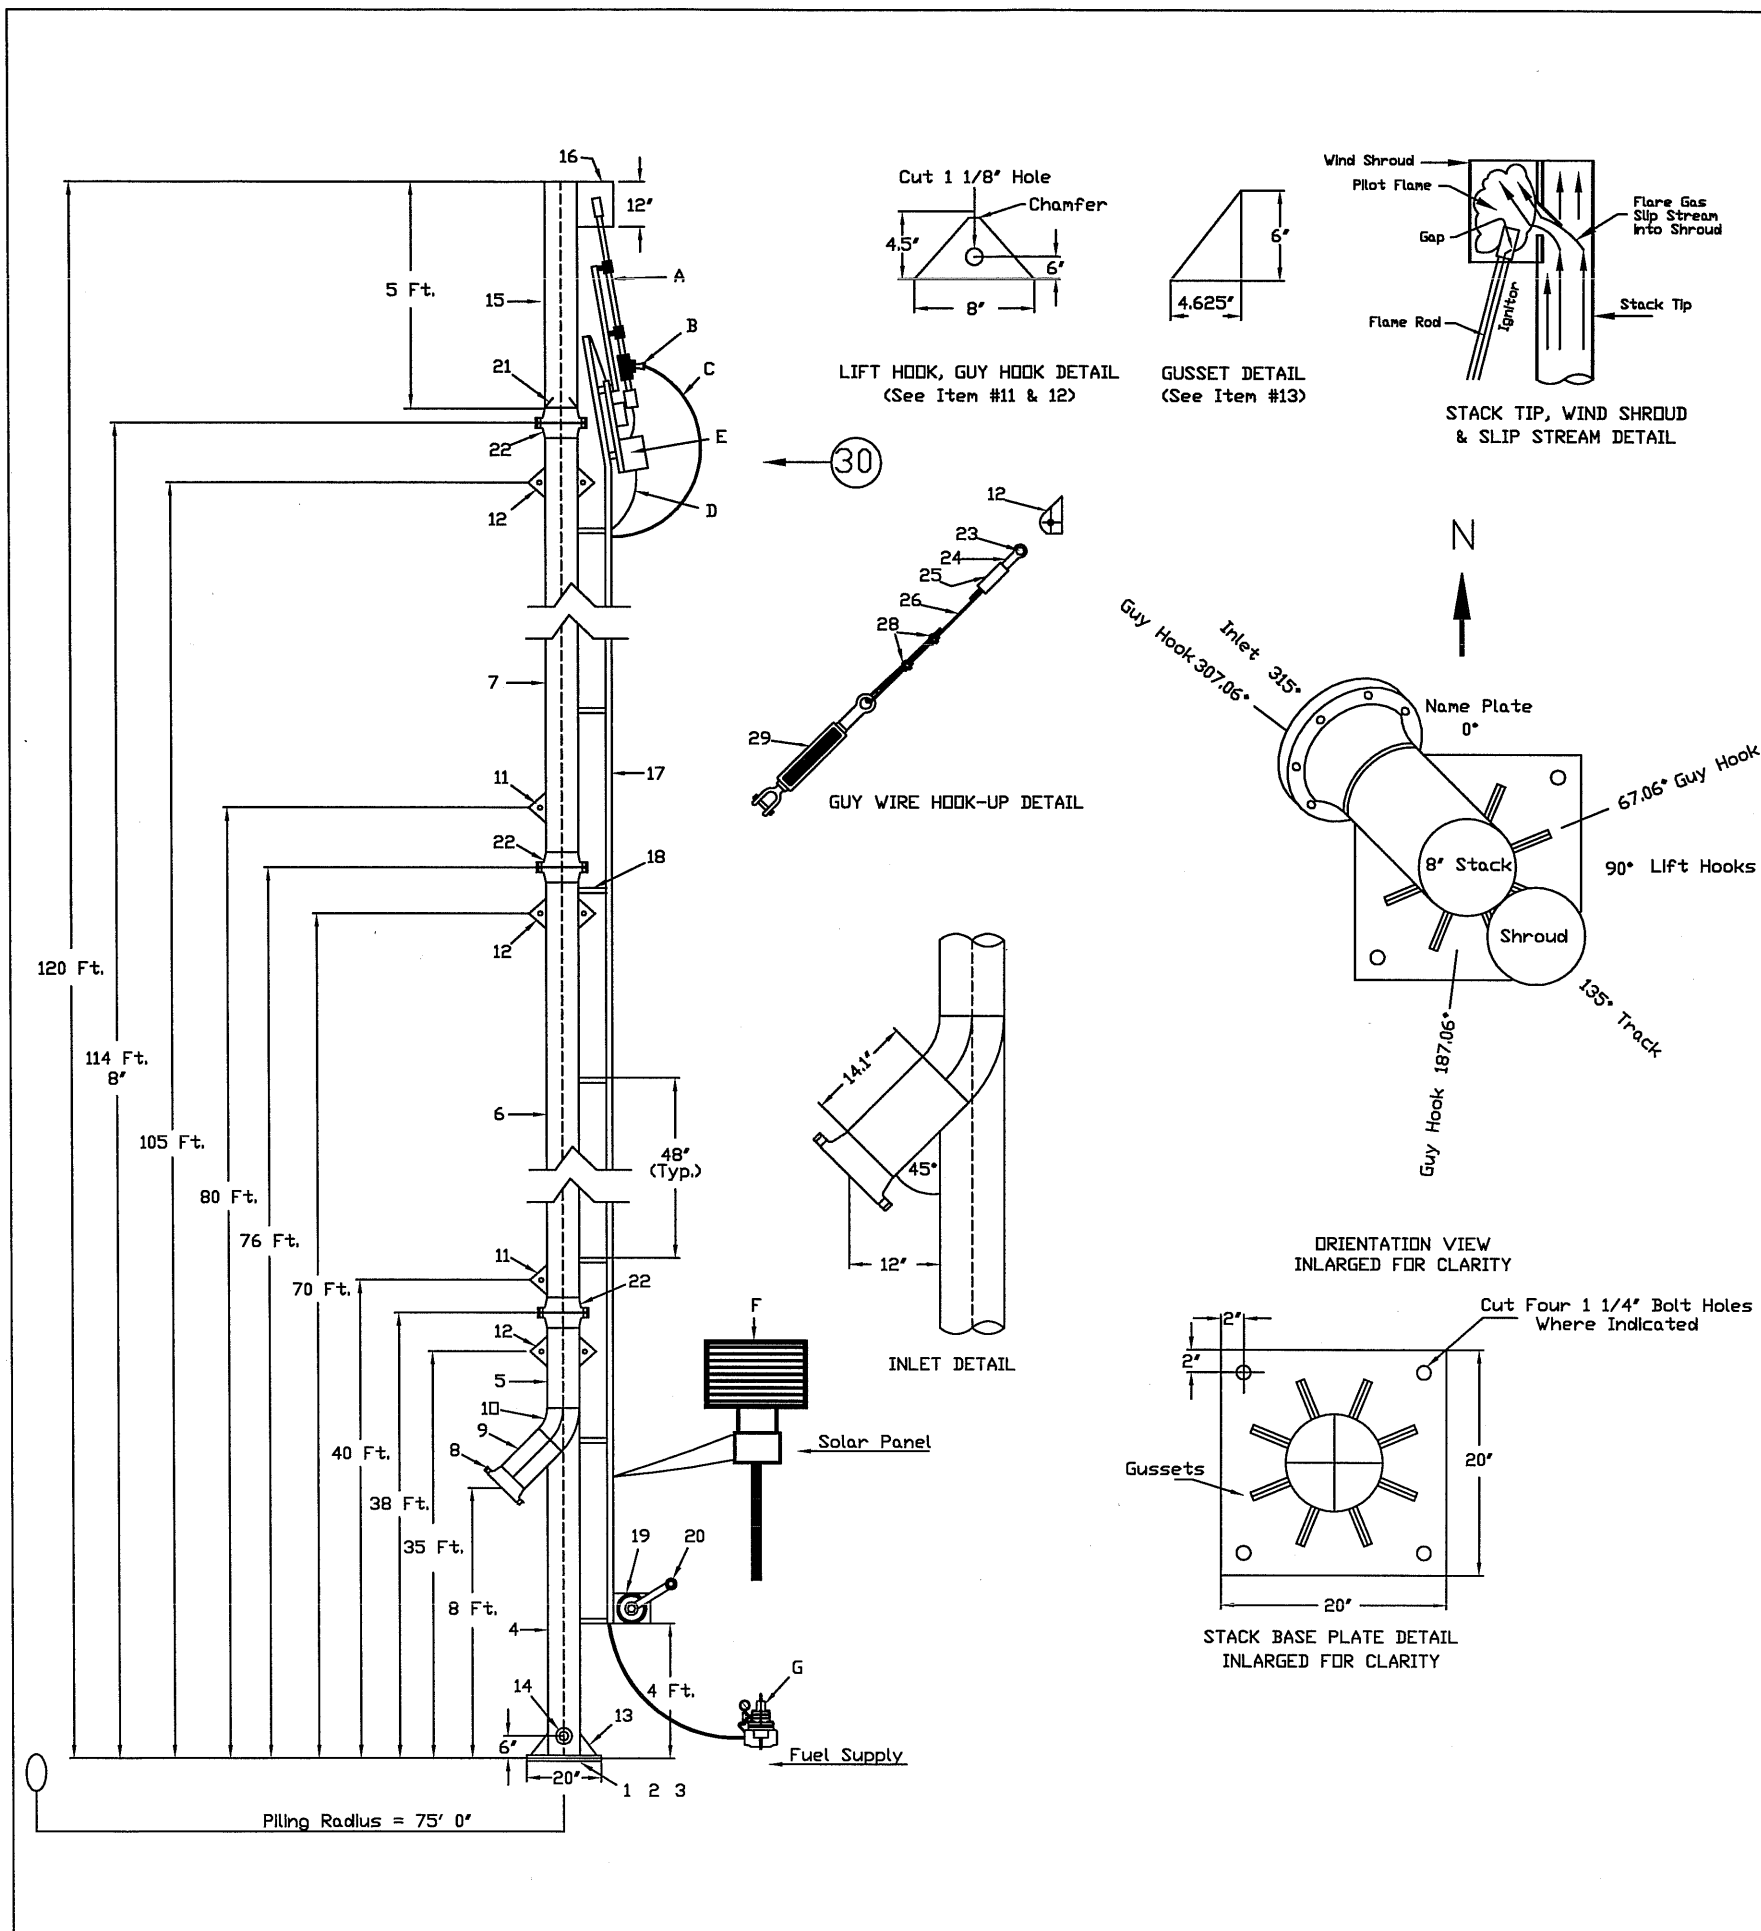 16
12"
5 Ft.
15
A
B
C
21
22
E
12
D
30
7
11
17
22
18
12
120 Ft.
114 Ft.
8"
105 Ft.
6
80 Ft.
48"
(Typ.)
76 Ft.
70 Ft.
11
22
12
5
10
9
8
40 Ft.
38 Ft.
35 Ft.
8 Ft.
4
19
20
14
13
4 Ft.
6"
20"
1 2 3
Piling Radius = 75' 0"
F
Solar Panel
G
Fuel Supply
Cut 1 1/8" Hole
Chamfer
4.5"
6"
8"
LIFT HOOK, GUY HOOK DETAIL
(See Item #11 & 12)
6"
4.625"
GUSSET DETAIL
(See Item #13)
Wind Shroud
Pilot Flame
Gap
Flare Gas
Slip Stream
Into Shroud
Flame Rod
Ignitor
Stack Tip
STACK TIP, WIND SHROUD
& SLIP STREAM DETAIL
12
23
24
25
26
28
29
GUY WIRE HOOK-UP DETAIL
N
Guy Hook 307.06°
Inlet 315°
Name Plate
0°
67.06° Guy Hook
8" Stack
90° Lift Hooks
Shroud
135° Track
Guy Hook 187.06°
ORIENTATION VIEW
INLARGED FOR CLARITY
14.1"
45°
12"
INLET DETAIL
Cut Four 1 1/4" Bolt Holes
Where Indicated
2"
2"
Gussets
20"
20"
STACK BASE PLATE DETAIL
INLARGED FOR CLARITY